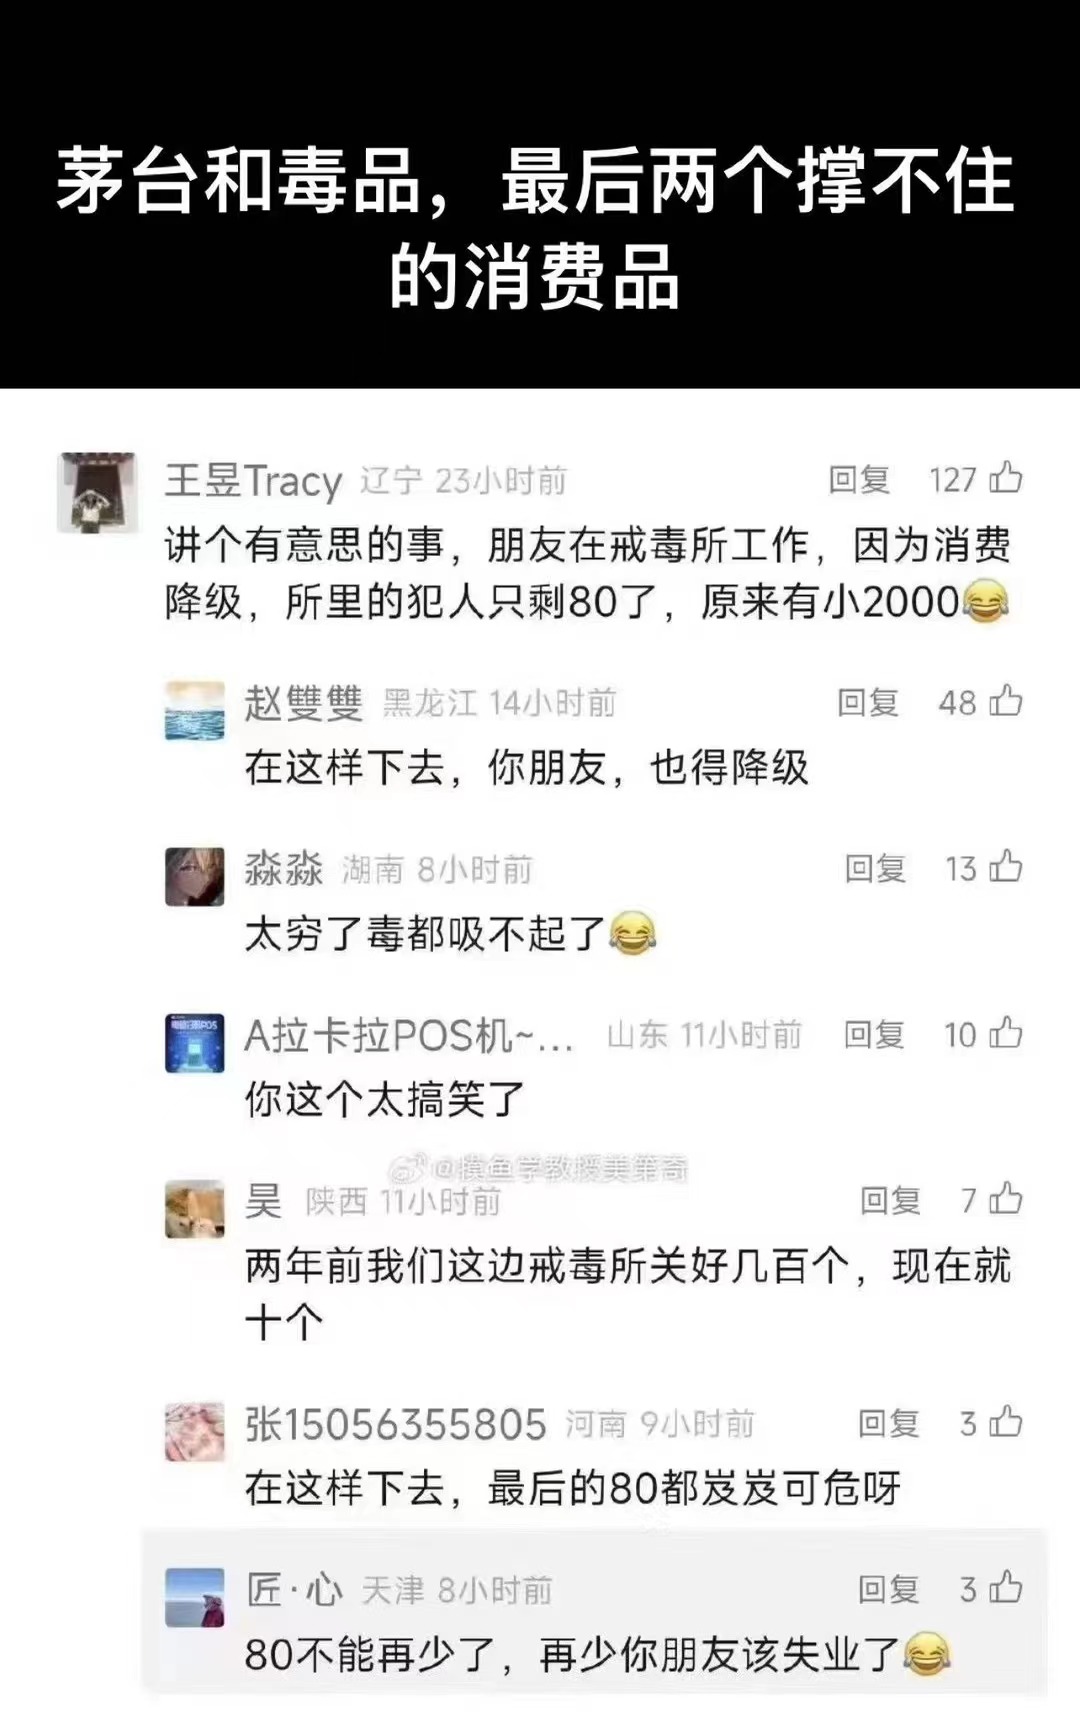 茅台和毒品，最后两个撑不住
的消费品
王昱Tracy 辽宁 23小时前 回复 127
讲个有意思的事，朋友在戒毒所工作，因为消费
降级，所里的犯人只剩80了，原来有小2000😂
赵雙雙 黑龙江 14小时前 回复 48
在这样下去，你朋友，也得降级
淼淼 湖南 8小时前 回复 13
太穷了毒都吸不起了😂
A拉卡拉POS机~... 山东 11小时前 回复 10
你这个太搞笑了
@摸鱼学教授美第奇
昊 陕西 11小时前 回复 7
两年前我们这边戒毒所关好几百个，现在就
十个
张15056355805 河南 9小时前 回复 3
在这样下去，最后的80都岌岌可危呀
匠·心 天津 8小时前 回复 3
80不能再少了，再少你朋友该失业了😂